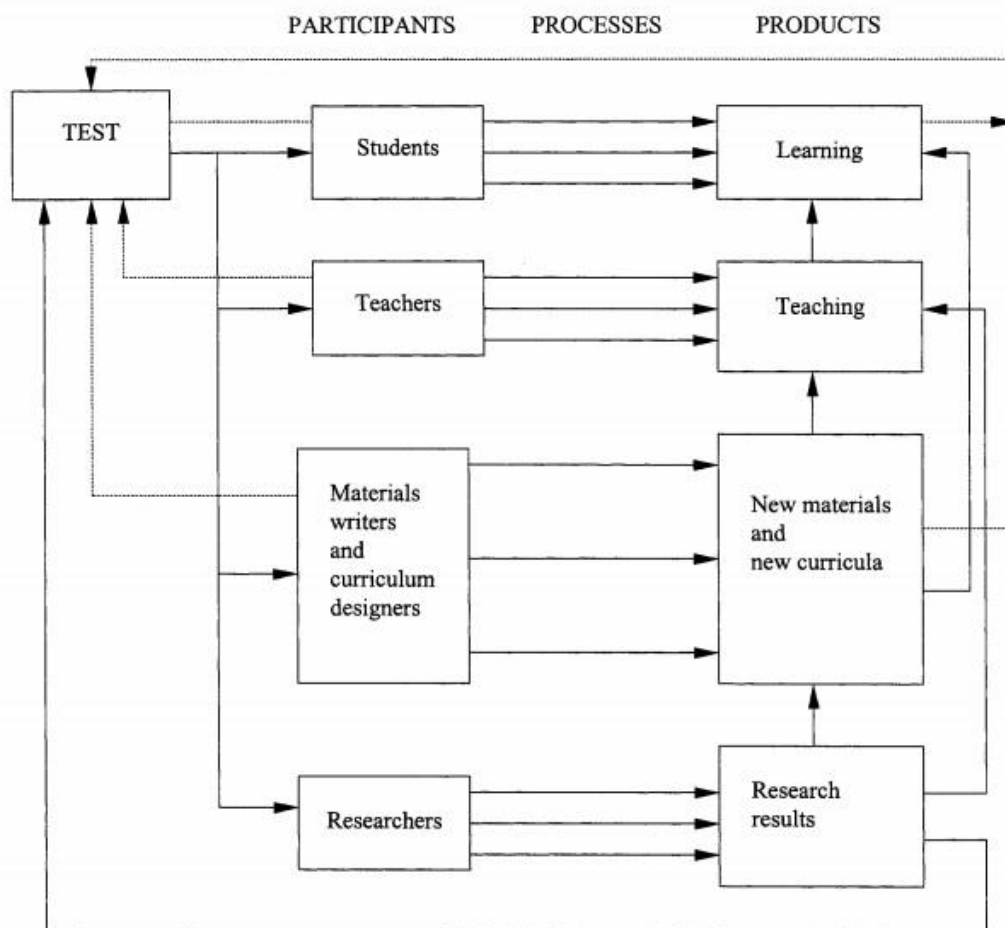 PARTICIPANTS PROCESSES PRODUCTS
TEST
Students
Learning
Teachers
Teaching
Materials
writers
and
curriculum
designers
New materials
and
new curricula
Researchers
Research
results